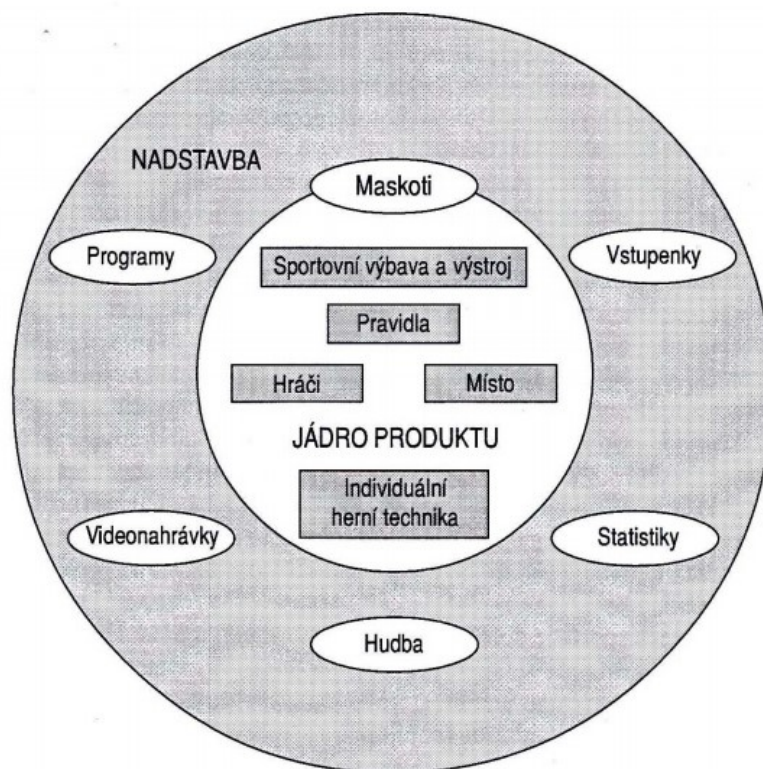 NADSTAVBA
Maskoti
Programy
Vstupenky
Sportovní výbava a výstroj
Pravidla
Hráči
Místo
JÁDRO PRODUKTU
Individuální
herní technika
Videonahrávky
Statistiky
Hudba